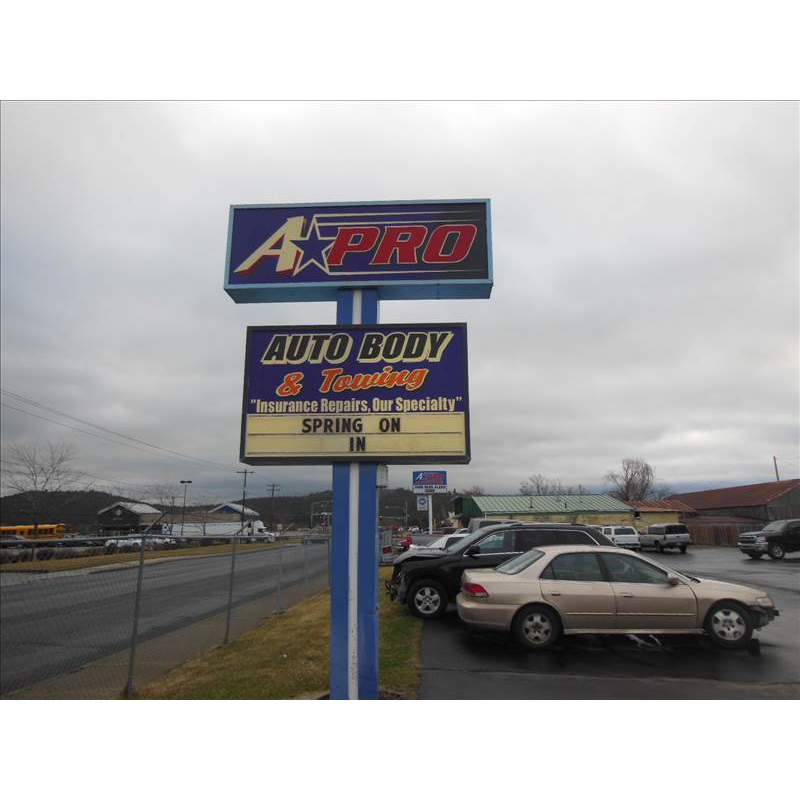 A PRO
AUTO BODY
& Towing
"Insurance Repairs, Our Specialty"
SPRING ON
IN